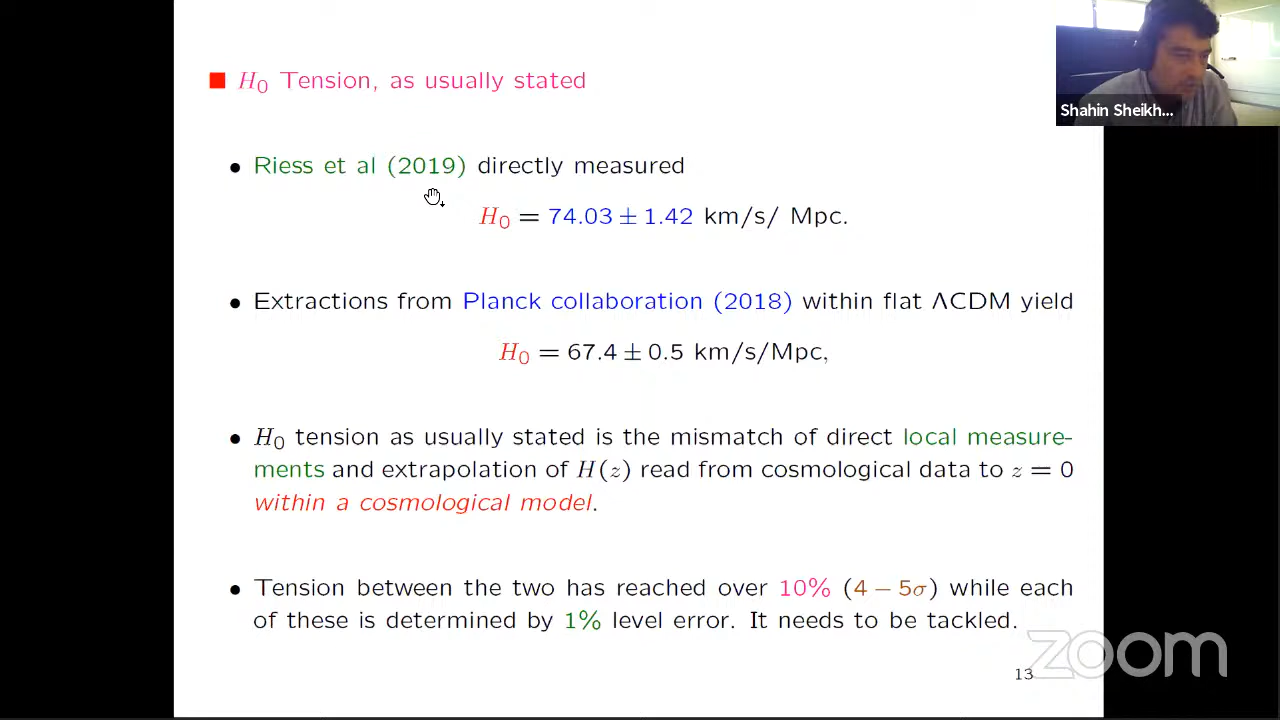 H₀ Tension, as usually stated
Shahin Sheikh...
• Riess et al (2019) directly measured
H₀ = 74.03 ± 1.42 km/s/ Mpc.
• Extractions from Planck collaboration (2018) within flat ΛCDM yield
H₀ = 67.4 ± 0.5 km/s/Mpc,
• H₀ tension as usually stated is the mismatch of direct local measure-
ments and extrapolation of H(z) read from cosmological data to z = 0
within a cosmological model.
• Tension between the two has reached over 10% (4 − 5σ) while each
of these is determined by 1% level error. It needs to be tackled.
zoom
13